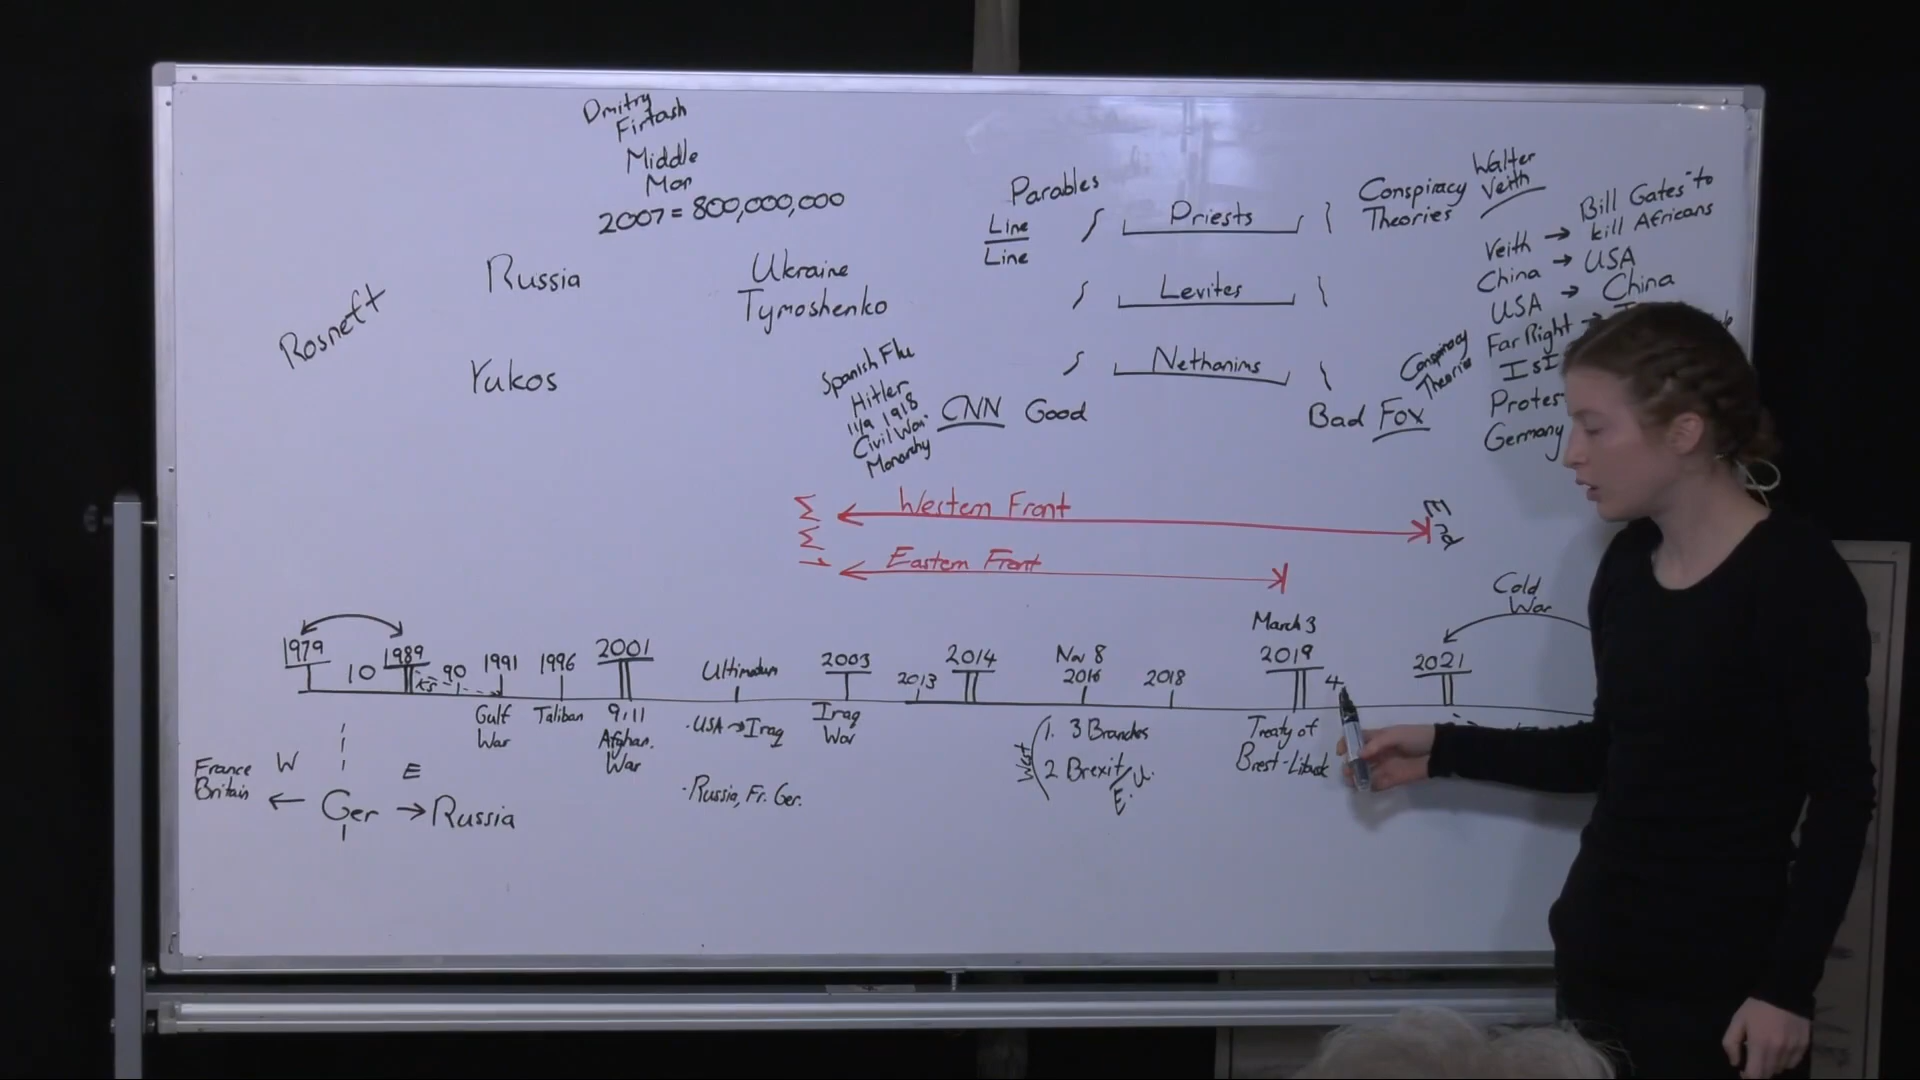 Dmitry
Firtash
Middle
Man
2007 = 800,000,000
Rosneft
Russia
Yukos
Ukraine
Tymoshenko
Parables
Line
Line
Priests
Levites
Nethanims
Conspiracy
Theories
Walter
Veith
Veith → Bill Gates to
kill Africans
China → USA
USA → China
Far Right →
Conspiracy
Theorie
Protes
Germany
Spanish Flu
Hitler
11/9 1918
Civil War
Monarchy
CNN Good
Bad Fox
Western Front
End
Eastern Front
Cold
War
March 3
1979
10
1989
90
1991
1996
2001
Ultimatum
2003
2013
2014
Nov 8
2016
2018
2019
4
2021
Gulf
War
Taliban
9/11
Afghan.
War
·USA → Iraq
·Russia, Fr. Ger.
Iraq
War
West
1. 3 Branches
2 Brexit/E.U.
Treaty of
Brest-Litovsk
France
Britain
W
E
← Ger → Russia